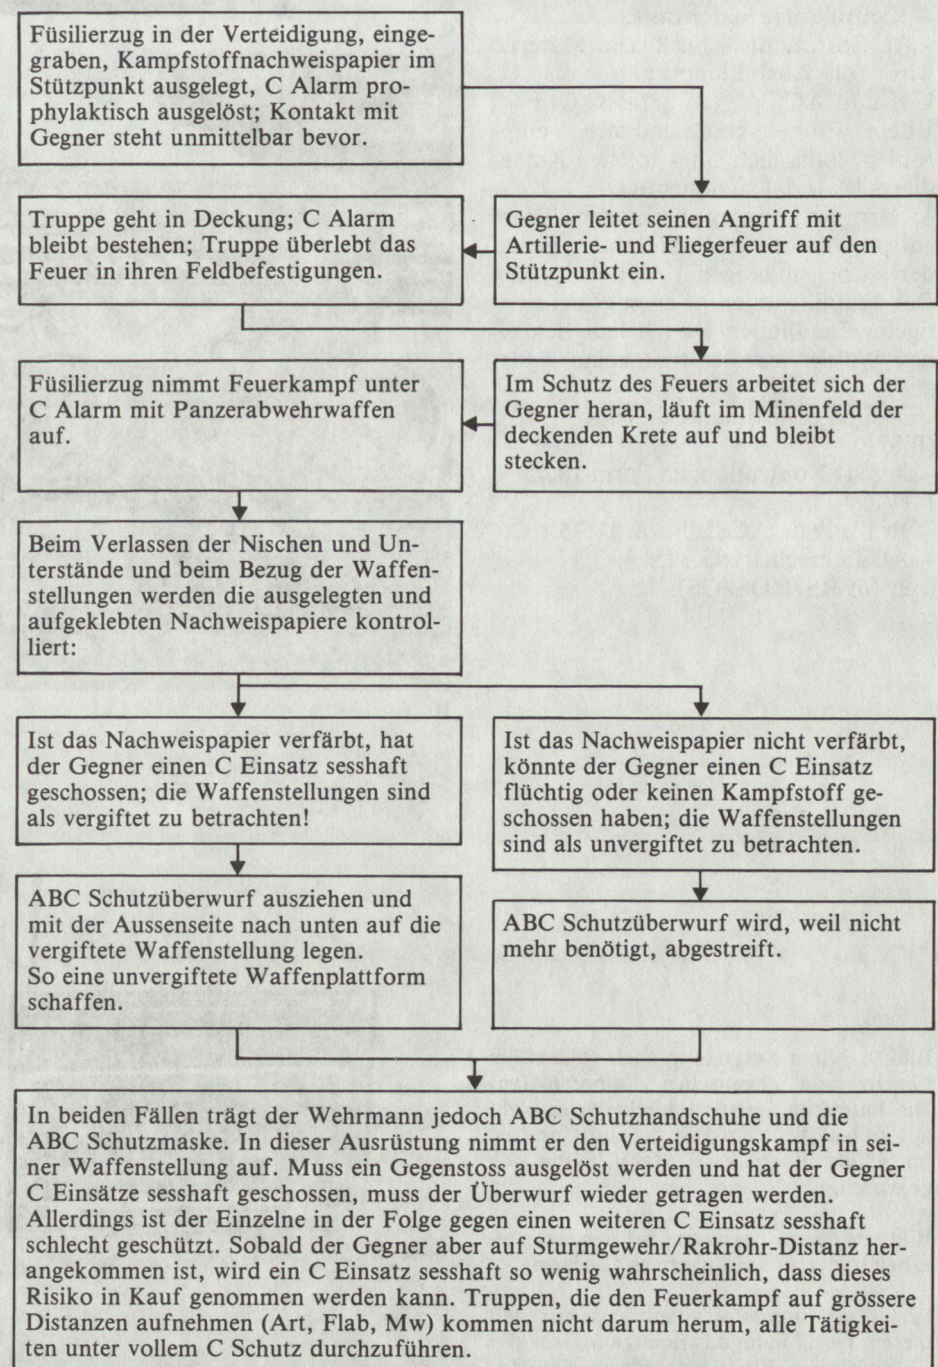 Füsilierzug in der Verteidigung, einge-
graben, Kampfstoffnachweispapier im
Stützpunkt ausgelegt, C Alarm pro-
phylaktisch ausgelöst; Kontakt mit
Gegner steht unmittelbar bevor.
Gegner leitet seinen Angriff mit
Artillerie- und Fliegerfeuer auf den
Stützpunkt ein.
Truppe geht in Deckung; C Alarm
bleibt bestehen; Truppe überlebt das
Feuer in ihren Feldbefestigungen.
Im Schutz des Feuers arbeitet sich der
Gegner heran, läuft im Minenfeld der
deckenden Krete auf und bleibt
stecken.
Füsilierzug nimmt Feuerkampf unter
C Alarm mit Panzerabwehrwaffen
auf.
Beim Verlassen der Nischen und Un-
terstände und beim Bezug der Waffen-
stellungen werden die ausgelegten und
aufgeklebten Nachweispapiere kontrol-
liert:
Ist das Nachweispapier verfärbt, hat
der Gegner einen C Einsatz sesshaft
geschossen; die Waffenstellungen sind
als vergiftet zu betrachten!
Ist das Nachweispapier nicht verfärbt,
könnte der Gegner einen C Einsatz
flüchtig oder keinen Kampfstoff ge-
schossen haben; die Waffenstellungen
sind als unvergiftet zu betrachten.
ABC Schutzüberwurf ausziehen und
mit der Aussenseite nach unten auf die
vergiftete Waffenstellung legen.
So eine unvergiftete Waffenplattform
schaffen.
ABC Schutzüberwurf wird, weil nicht
mehr benötigt, abgestreift.
In beiden Fällen trägt der Wehrmann jedoch ABC Schutzhandschuhe und die
ABC Schutzmaske. In dieser Ausrüstung nimmt er den Verteidigungskampf in sei-
ner Waffenstellung auf. Muss ein Gegenstoss ausgelöst werden und hat der Gegner
C Einsätze sesshaft geschossen, muss der Überwurf wieder getragen werden.
Allerdings ist der Einzelne in der Folge gegen einen weiteren C Einsatz sesshaft
schlecht geschützt. Sobald der Gegner aber auf Sturmgewehr/Rakrohr-Distanz her-
angekommen ist, wird ein C Einsatz sesshaft so wenig wahrscheinlich, dass dieses
Risiko in Kauf genommen werden kann. Truppen, die den Feuerkampf auf grössere
Distanzen aufnehmen (Art, Flab, Mw) kommen nicht darum herum, alle Tätigkei-
ten unter vollem C Schutz durchzuführen.